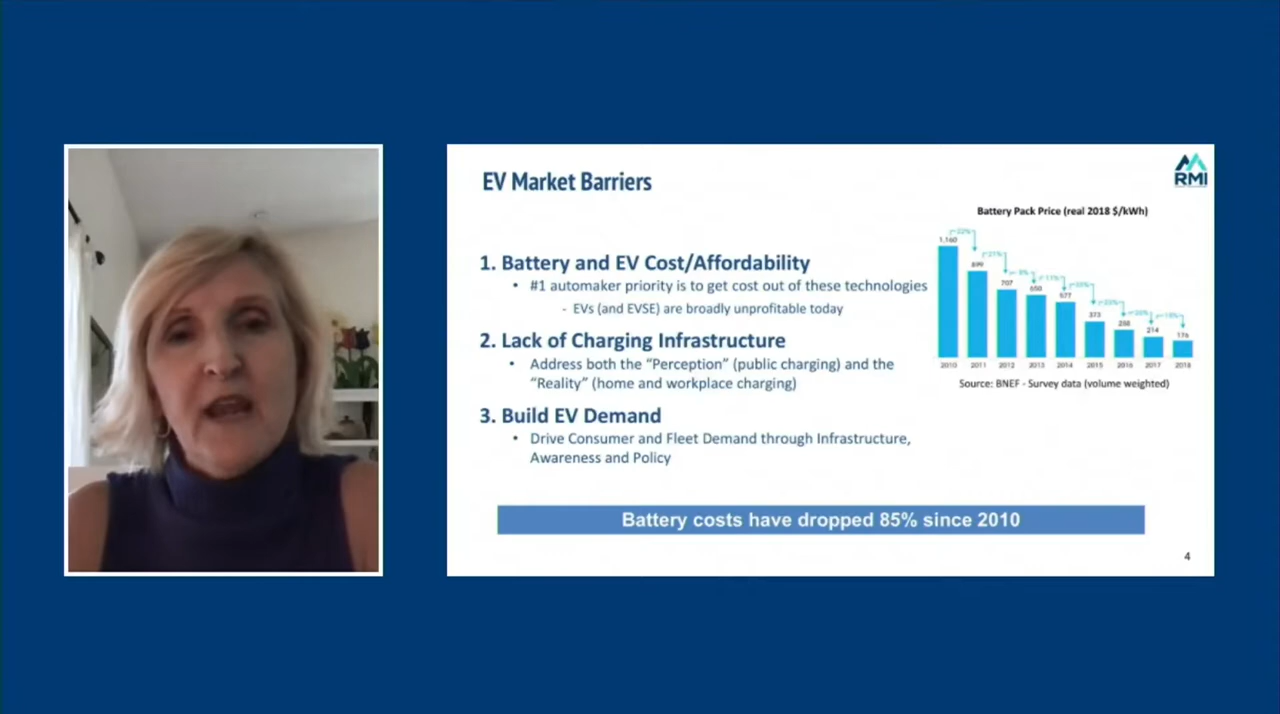 EV Market Barriers
RMI
Battery Pack Price (real 2018 $/kWh)
1. Battery and EV Cost/Affordability
• #1 automaker priority is to get cost out of these technologies
- EVs (and EVSE) are broadly unprofitable today
2. Lack of Charging Infrastructure
• Address both the “Perception” (public charging) and the
“Reality” (home and workplace charging)
3. Build EV Demand
• Drive Consumer and Fleet Demand through Infrastructure,
Awareness and Policy
1,160
899
707
650
577
373
288
214
176
2010 2011 2012 2013 2014 2015 2016 2017 2018
Source: BNEF - Survey data (volume weighted)
Battery costs have dropped 85% since 2010
4